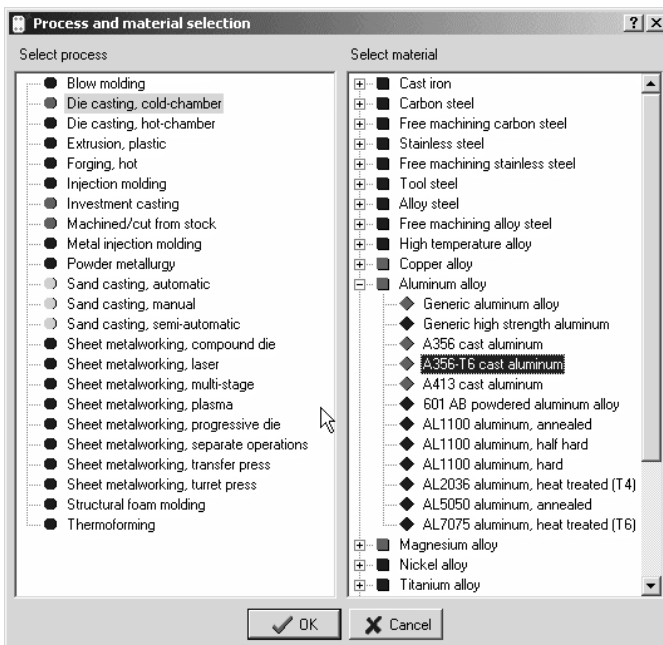 Process and material selection
Select process
Blow molding
Die casting, cold-chamber
Die casting, hot-chamber
Extrusion, plastic
Forging, hot
Injection molding
Investment casting
Machined/cut from stock
Metal injection molding
Powder metallurgy
Sand casting, automatic
Sand casting, manual
Sand casting, semi-automatic
Sheet metalworking, compound die
Sheet metalworking, laser
Sheet metalworking, multi-stage
Sheet metalworking, plasma
Sheet metalworking, progressive die
Sheet metalworking, separate operations
Sheet metalworking, transfer press
Sheet metalworking, turret press
Structural foam molding
Thermoforming
Select material
Cast iron
Carbon steel
Free machining carbon steel
Stainless steel
Free machining stainless steel
Tool steel
Alloy steel
Free machining alloy steel
High temperature alloy
Copper alloy
Aluminum alloy
Generic aluminum alloy
Generic high strength aluminum
A356 cast aluminum
A356-T6 cast aluminum
A413 cast aluminum
601 AB powdered aluminum alloy
AL1100 aluminum, annealed
AL1100 aluminum, half hard
AL1100 aluminum, hard
AL2036 aluminum, heat treated (T4)
AL5050 aluminum, annealed
AL7075 aluminum, heat treated (T6)
Magnesium alloy
Nickel alloy
Titanium alloy
OK
Cancel